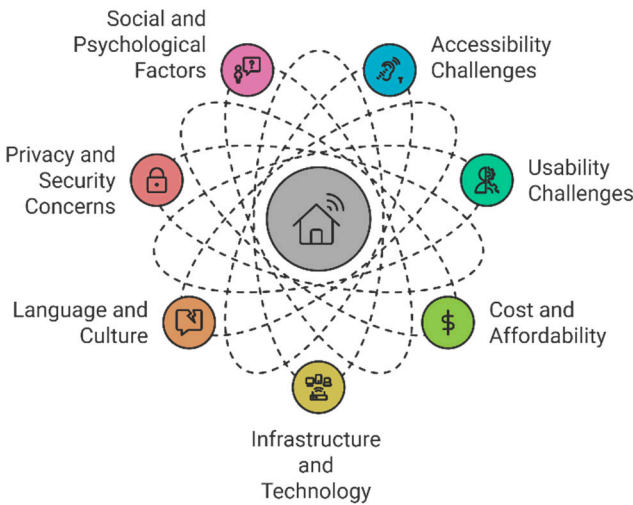 Social and
Psychological
Factors
Accessibility
Challenges
Privacy and
Security
Concerns
Usability
Challenges
Language and
Culture
Cost and
Affordability
Infrastructure
and
Technology